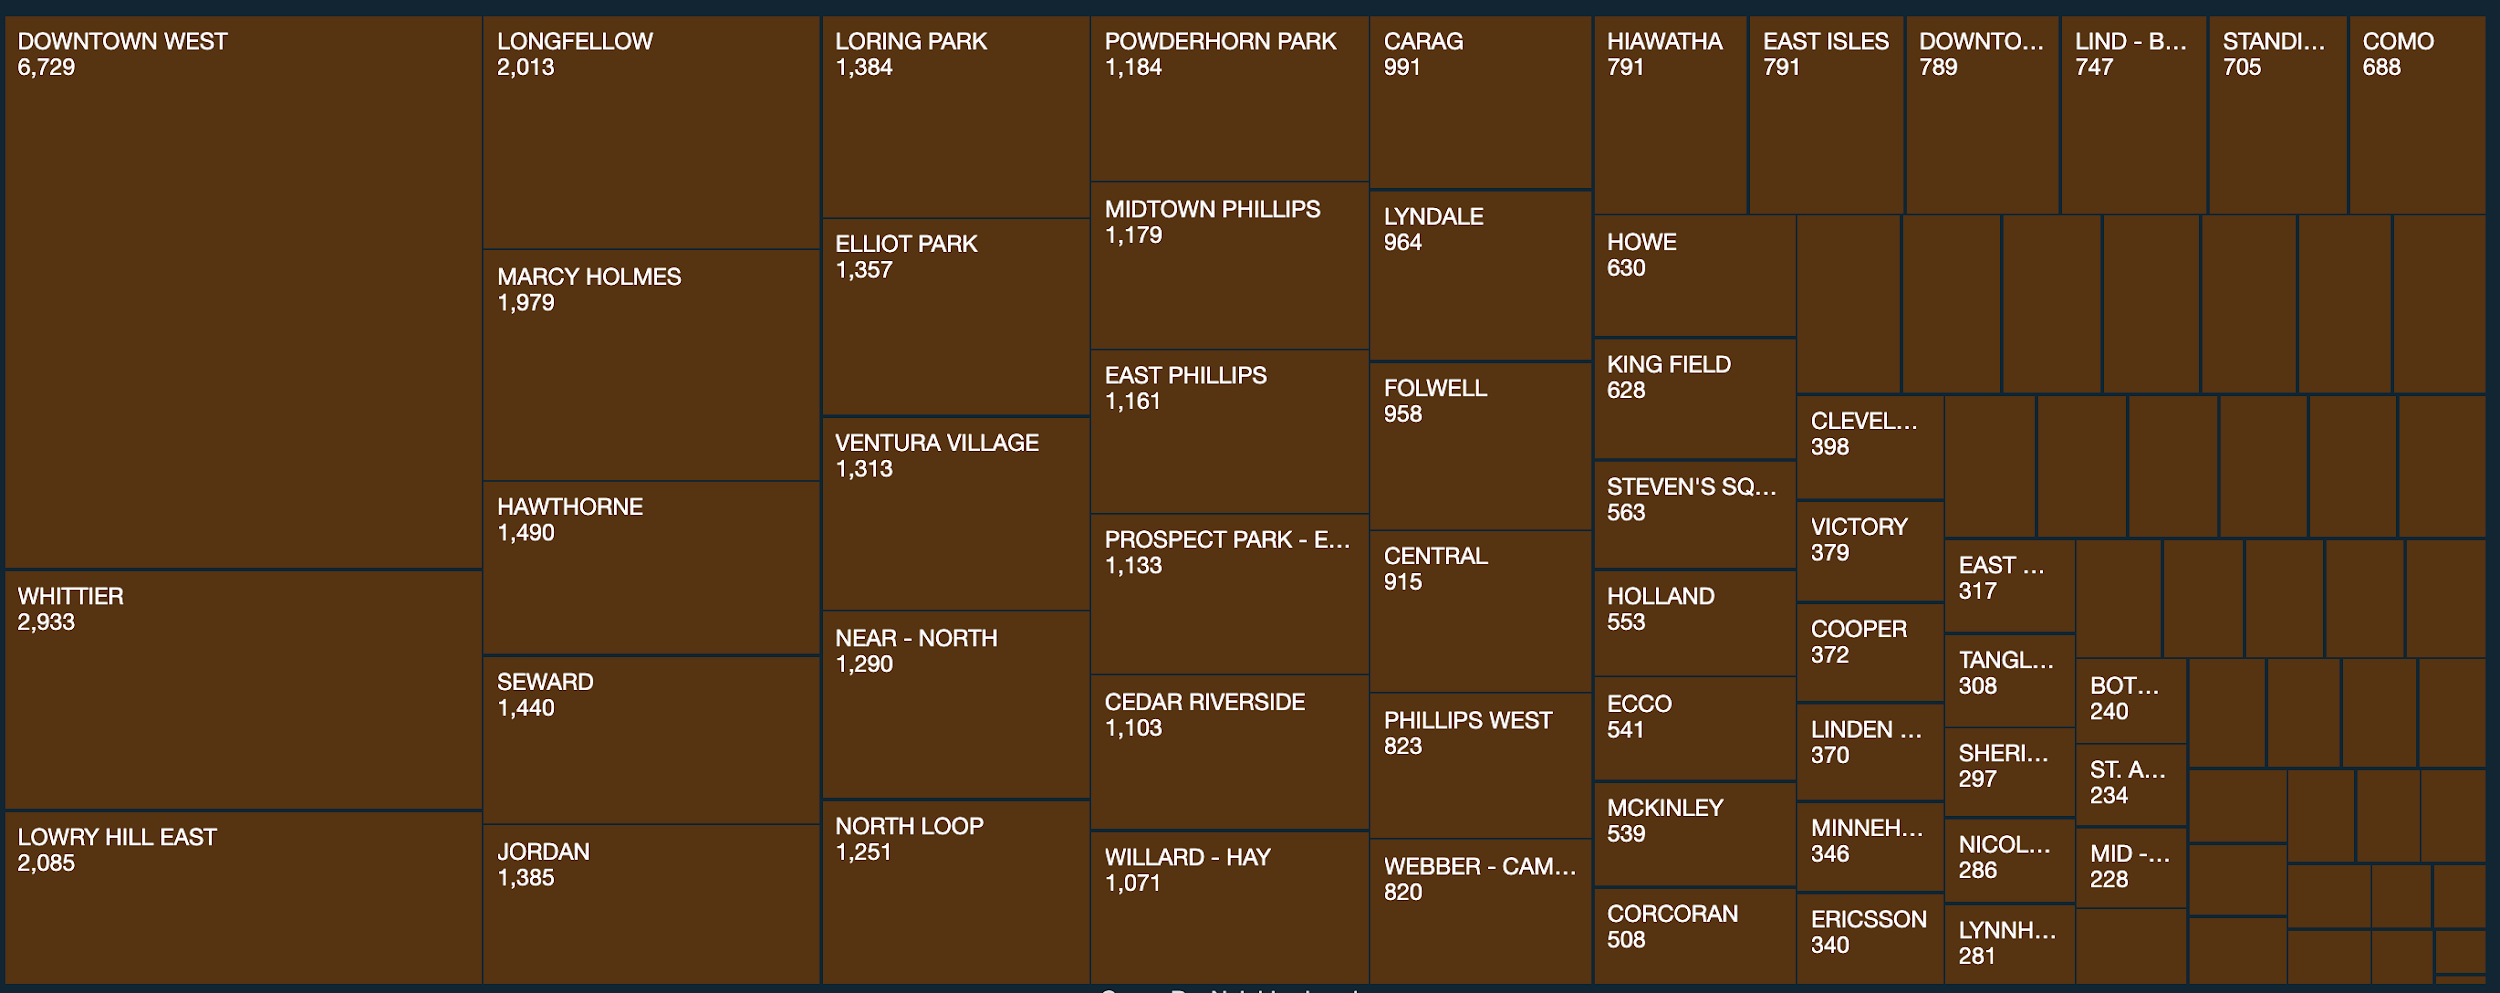 DOWNTOWN WEST
6,729
WHITTIER
2,933
LOWRY HILL EAST
2,085
LONGFELLOW
2,013
MARCY HOLMES
1,979
HAWTHORNE
1,490
SEWARD
1,440
JORDAN
1,385
LORING PARK
1,384
ELLIOT PARK
1,357
VENTURA VILLAGE
1,313
NEAR - NORTH
1,290
NORTH LOOP
1,251
POWDERHORN PARK
1,184
MIDTOWN PHILLIPS
1,179
EAST PHILLIPS
1,161
PROSPECT PARK - E...
1,133
CEDAR RIVERSIDE
1,103
WILLARD - HAY
1,071
CARAG
991
LYNDALE
964
FOLWELL
958
CENTRAL
915
PHILLIPS WEST
823
WEBBER - CAM...
820
HIAWATHA
791
EAST ISLES
791
DOWNTO...
789
LIND - B...
747
STANDI...
705
COMO
688
HOWE
630
KING FIELD
628
STEVEN'S SQ...
563
HOLLAND
553
ECCO
541
MCKINLEY
539
CORCORAN
508
CLEVEL...
398
VICTORY
379
COOPER
372
LINDEN ...
370
MINNEH...
346
ERICSSON
340
EAST ...
317
TANGL...
308
SHERI...
297
NICOL...
286
LYNNH...
281
BOT...
240
ST. A...
234
MID -...
228